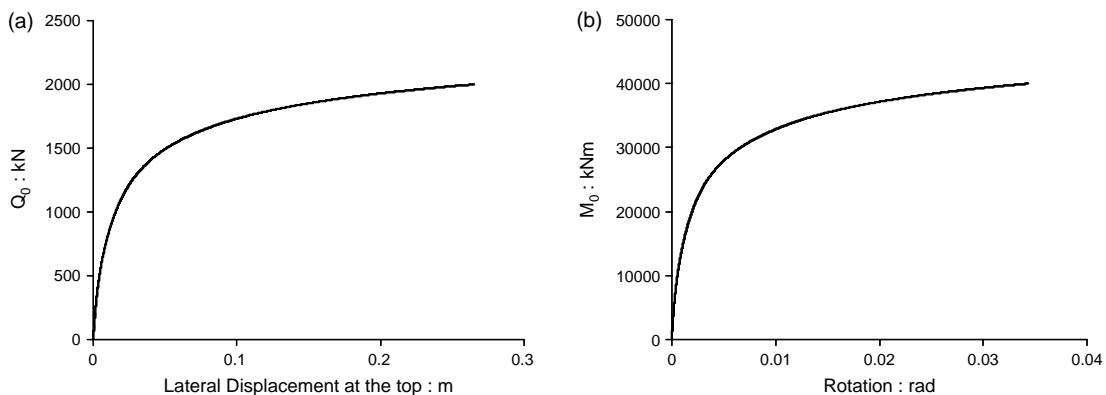 (a)
2500
2000
1500
1000
500
0
Q0 : kN
0 0.1 0.2 0.3
Lateral Displacement at the top : m
(b)
50000
40000
30000
20000
10000
0
M0 : kNm
0 0.01 0.02 0.03 0.04
Rotation : rad